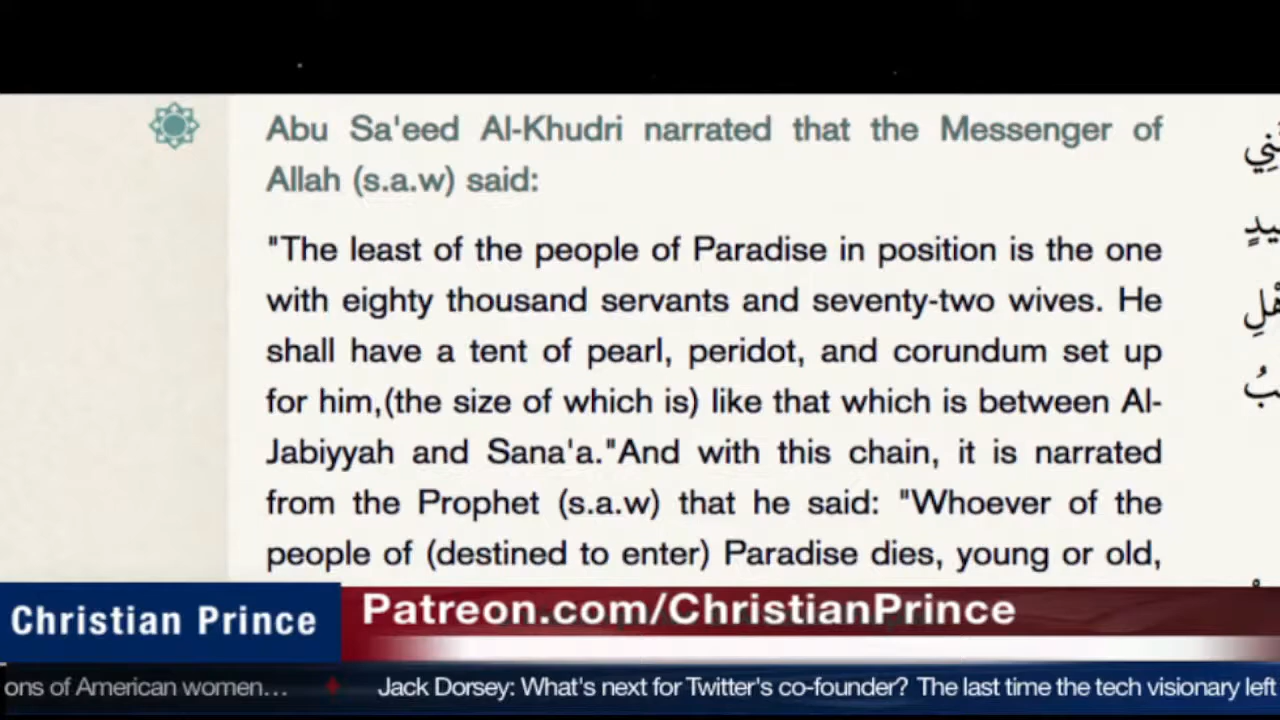 Abu Sa'eed Al-Khudri narrated that the Messenger of
Allah (s.a.w) said:
"The least of the people of Paradise in position is the one
with eighty thousand servants and seventy-two wives. He
shall have a tent of pearl, peridot, and corundum set up
for him,(the size of which is) like that which is between Al-
Jabiyyah and Sana'a."And with this chain, it is narrated
from the Prophet (s.a.w) that he said: "Whoever of the
people of (destined to enter) Paradise dies, young or old,
Christian Prince
Patreon.com/ChristianPrince
ons of American women...
Jack Dorsey: What's next for Twitter's co-founder? The last time the tech visionary left